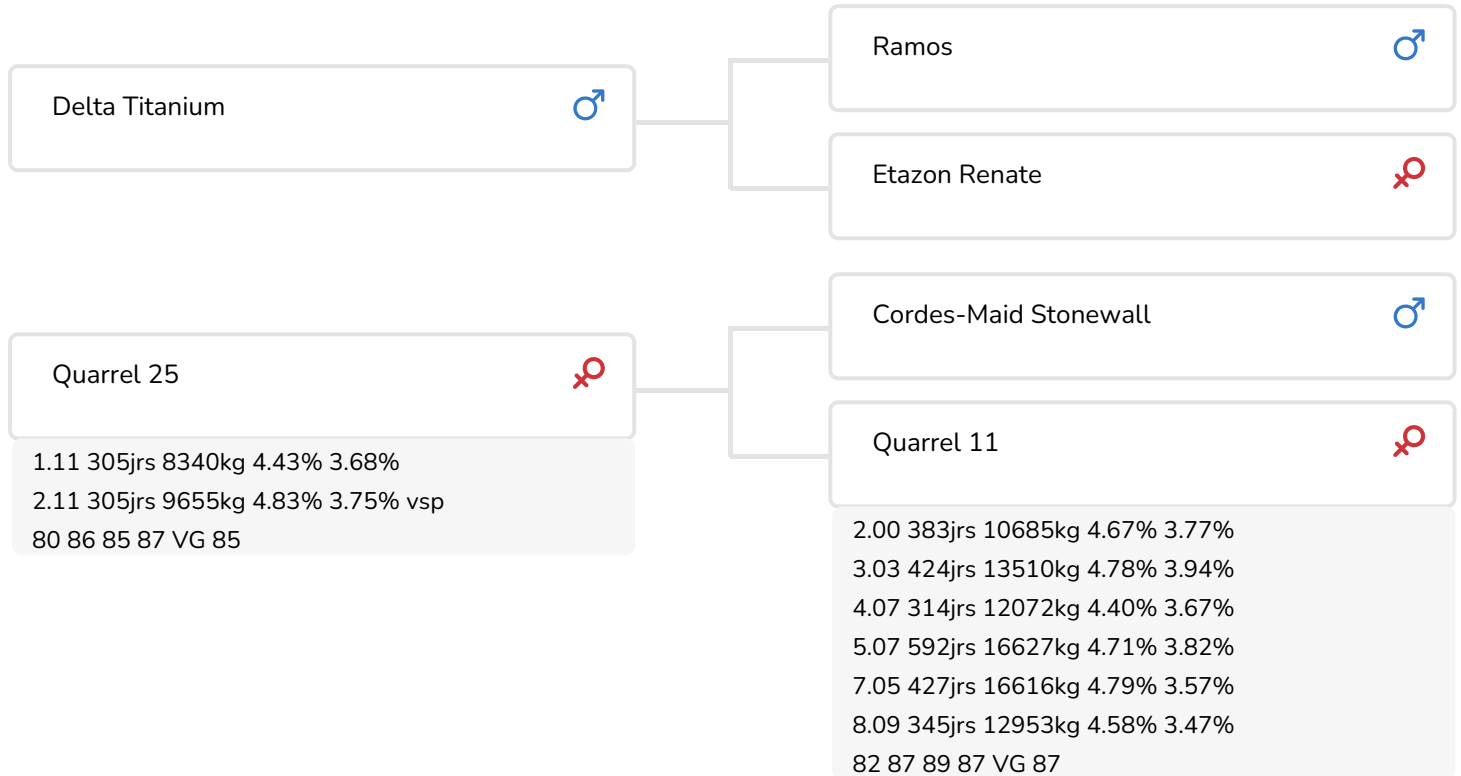 Delta Titanium
Ramos
Etazon Renate
Quarrel 25
1.11 305jrs 8340kg 4.43% 3.68%
2.11 305jrs 9655kg 4.83% 3.75% vsp
80 86 85 87 VG 85
Cordes-Maid Stonewall
Quarrel 11
2.00 383jrs 10685kg 4.67% 3.77%
3.03 424jrs 13510kg 4.78% 3.94%
4.07 314jrs 12072kg 4.40% 3.67%
5.07 592jrs 16627kg 4.71% 3.82%
7.05 427jrs 16616kg 4.79% 3.57%
8.09 345jrs 12953kg 4.58% 3.47%
82 87 89 87 VG 87